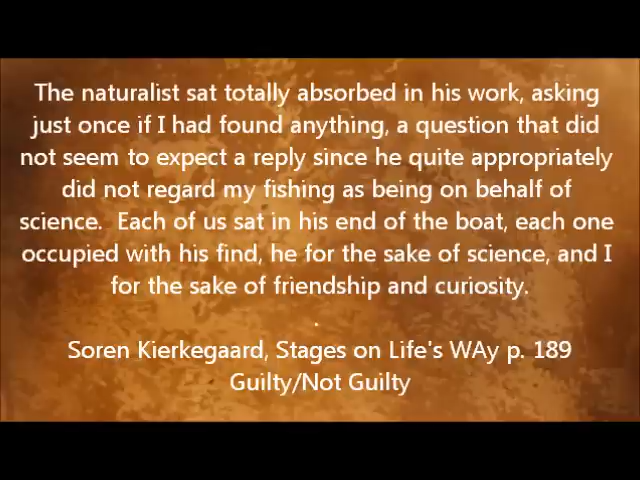 The naturalist sat totally absorbed in his work, asking
just once if I had found anything, a question that did
not seem to expect a reply since he quite appropriately
did not regard my fishing as being on behalf of
science.  Each of us sat in his end of the boat, each one
occupied with his find, he for the sake of science, and I
for the sake of friendship and curiosity.
.
Soren Kierkegaard, Stages on Life's WAy p. 189
Guilty/Not Guilty